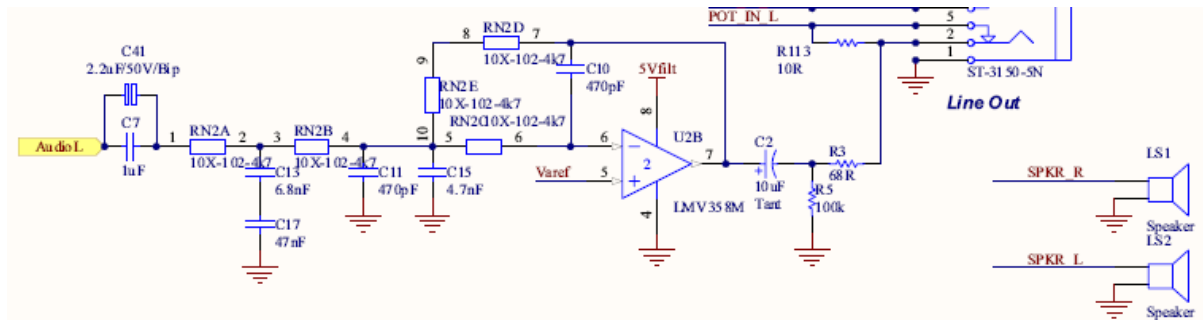 C41
2.2uF/50V/Bip
AudioL
C7
1uF
1
RN2A
2
10X-102-4k7
C13
6.8nF
C17
47nF
3
RN2B
4
10X-102-4k7
C11
470pF
8
RN2D
7
10X-102-4k7
9
RN2E
10X-102-4k7
10
RN2C
10X-102-4k7
5
6
C15
4.7nF
C10
470pF
5Vfilt
8
6
U2B
2
7
Varef
5
4
LMV358M
C2
+
10uF
Tant
R3
68R
R5
100k
POT_IN_L
R113
10R
5
2
1
ST-3150-5N
Line Out
SPKR_R
LS1
Speaker
SPKR_L
LS2
Speaker